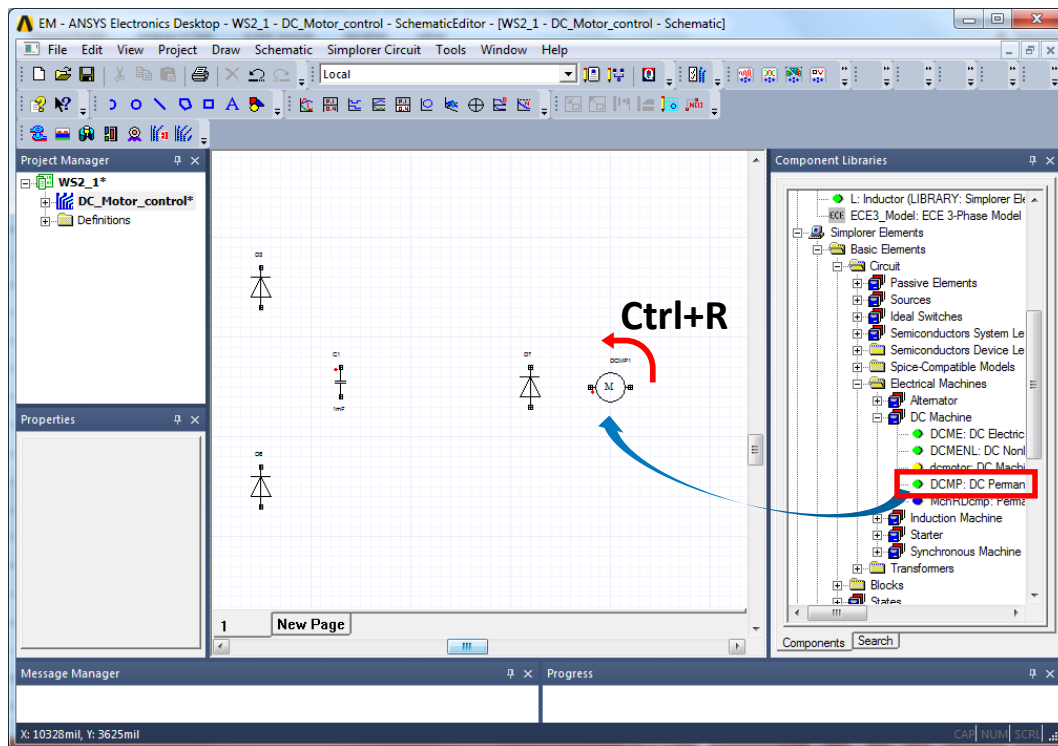 EM - ANSYS Electronics Desktop - WS2_1 - DC_Motor_control - SchematicEditor - [WS2_1 - DC_Motor_control - Schematic]
File Edit View Project Draw Schematic Simplorer Circuit Tools Window Help
Local
Project Manager
WS2_1*
DC_Motor_control*
Definitions
Properties
Ctrl+R
C1
1mF
D7
DCMP1
M
1 New Page
Component Libraries
L: Inductor (LIBRARY: Simplorer Ele
ECE ECE3_Model: ECE 3-Phase Model
Simplorer Elements
Basic Elements
Circuit
Passive Elements
Sources
Ideal Switches
Semiconductors System Le
Semiconductors Device Le
Spice-Compatible Models
Electrical Machines
Alternator
DC Machine
DCME: DC Electric
DCMENL: DC Nonl
dcmotor: DC Machi
DCMP: DC Perman
MchRDcmp: Perma
Induction Machine
Starter
Synchronous Machine
Transformers
Blocks
States
Components Search
Message Manager
Progress
X: 10328mil, Y: 3625mil
CAP NUM SCRL